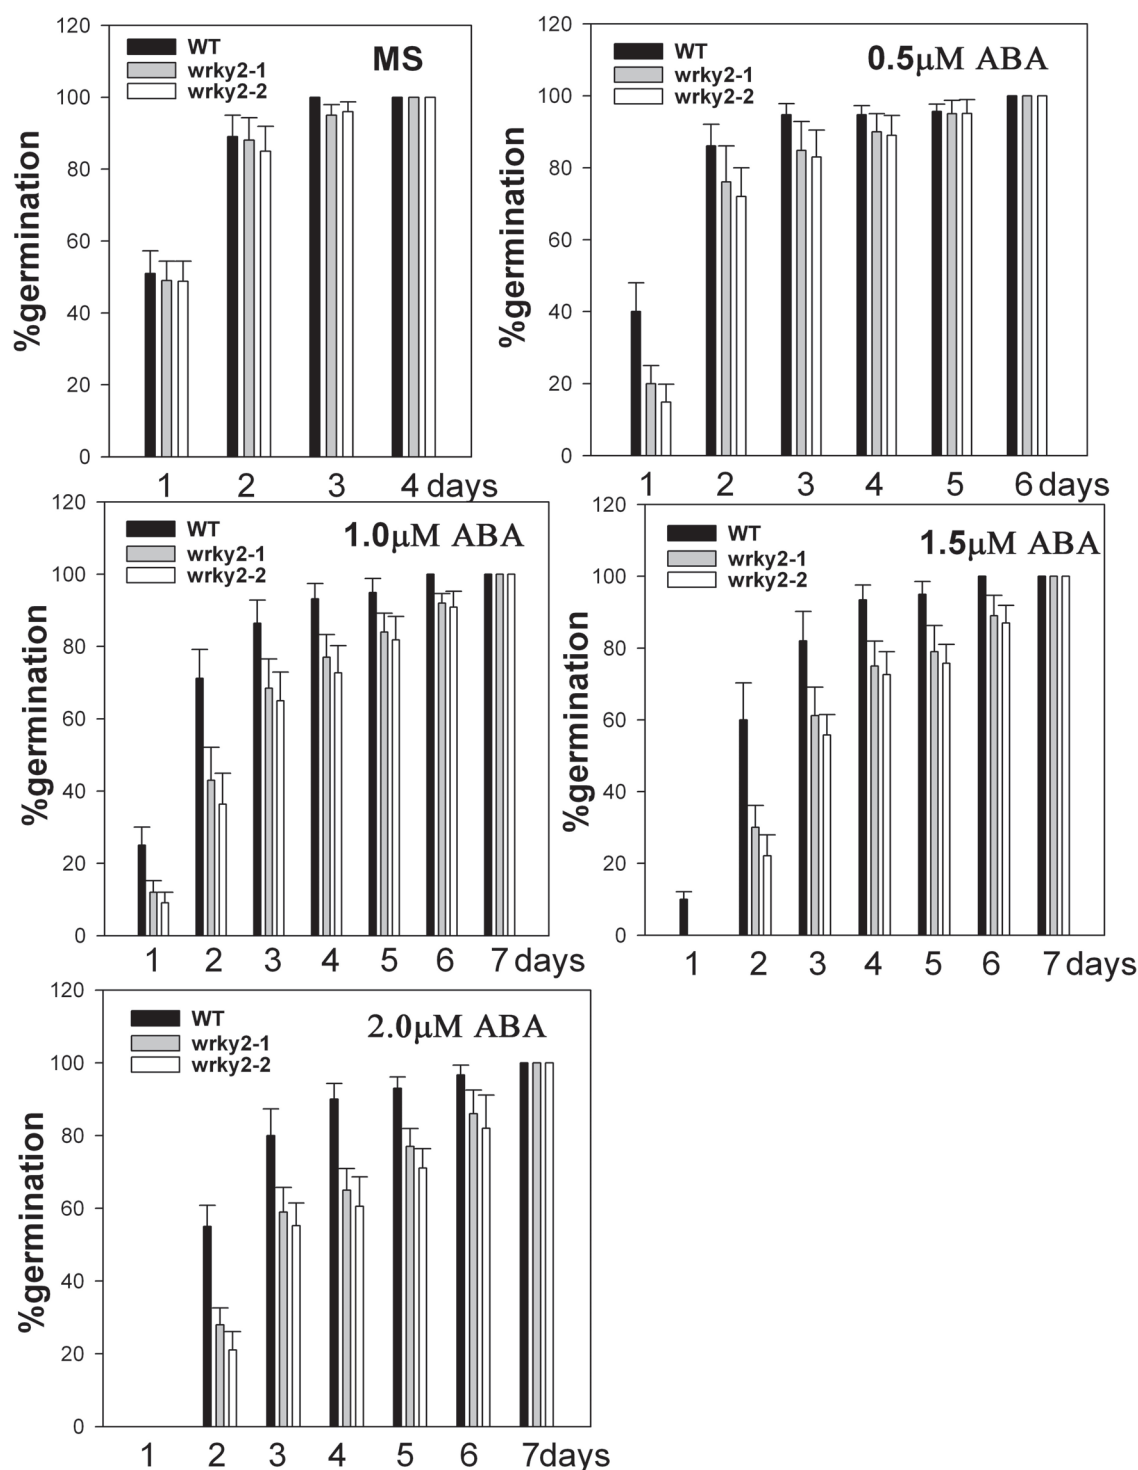 120
100
80
60
40
20
0
%germination
WT
wrky2-1
wrky2-2
MS
1 2 3 4 days
120
100
80
60
40
20
0
%germination
WT
wrky2-1
wrky2-2
0.5μM ABA
1 2 3 4 5 6 days
120
100
80
60
40
20
0
%germination
WT
wrky2-1
wrky2-2
1.0μM ABA
1 2 3 4 5 6 7 days
120
100
80
60
40
20
0
%germination
WT
wrky2-1
wrky2-2
1.5μM ABA
1 2 3 4 5 6 7 days
120
100
80
60
40
20
0
%germination
WT
wrky2-1
wrky2-2
2.0μM ABA
1 2 3 4 5 6 7days